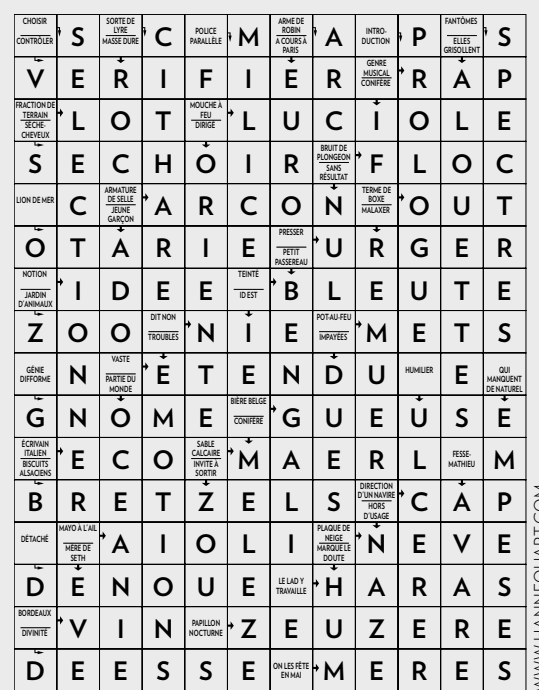 CHOISIR CONTRÔLER S SORTE DE LYRE MASSE DURE C POLICE PARALLÈLE M ARME DE ROBIN A COURS À PARIS A INTRO-DUCTION P FANTÔMES ELLES GRISOLLENT S
V E R I F I E R GENRE MUSICAL CONIFÈRE R A P
FRACTION DE TERRAIN SÈCHE-CHEVEUX L O T MOUCHE À FEU DIRIGÉ L U C I O L E
S E C H O I R BRUIT DE PLONGEON SANS RÉSULTAT F L O C
LION DE MER C ARMATURE DE SELLE JEUNE GARÇON A R C O N TERME DE BOXE MALAXER O U T
O T A R I E PRESSER PETIT PASSEREAU U R G E R
NOTION JARDIN D'ANIMAUX I D E E TEINTÉ ID EST B L E U T E
Z O O DIT NON TROUBLES N I E POT-AU-FEU IMPAYÉES M E T S
GÉNIE DIFFORME N VASTE PARTIE DU MONDE E T E N D U HUMILIER E QUI MANQUENT DE NATUREL
G N O M E BIÈRE BELGE CONIFÈRE G U E U S E
ÉCRIVAIN ITALIEN BISCUITS ALSACIENS E C O SABLE CALCAIRE INVITE À SORTIR M A E R L FESSE-MATHIEU M
B R E T Z E L S DIRECTION D'UN NAVIRE HORS D'USAGE C A P
DÉTACHÉ MAYO À L'AIL MÈRE DE SETH A I O L I PLAQUE DE NEIGE MARQUE LE DOUTE N E V E
D E N O U E LE LAD Y TRAVAILLE H A R A S
BORDEAUX DIVINITÉ V I N PAPILLON NOCTURNE Z E U Z E R E
D E E S S E ON LES FÊTE EN MAI M E R E S
WWW.HANNEQUART.COM